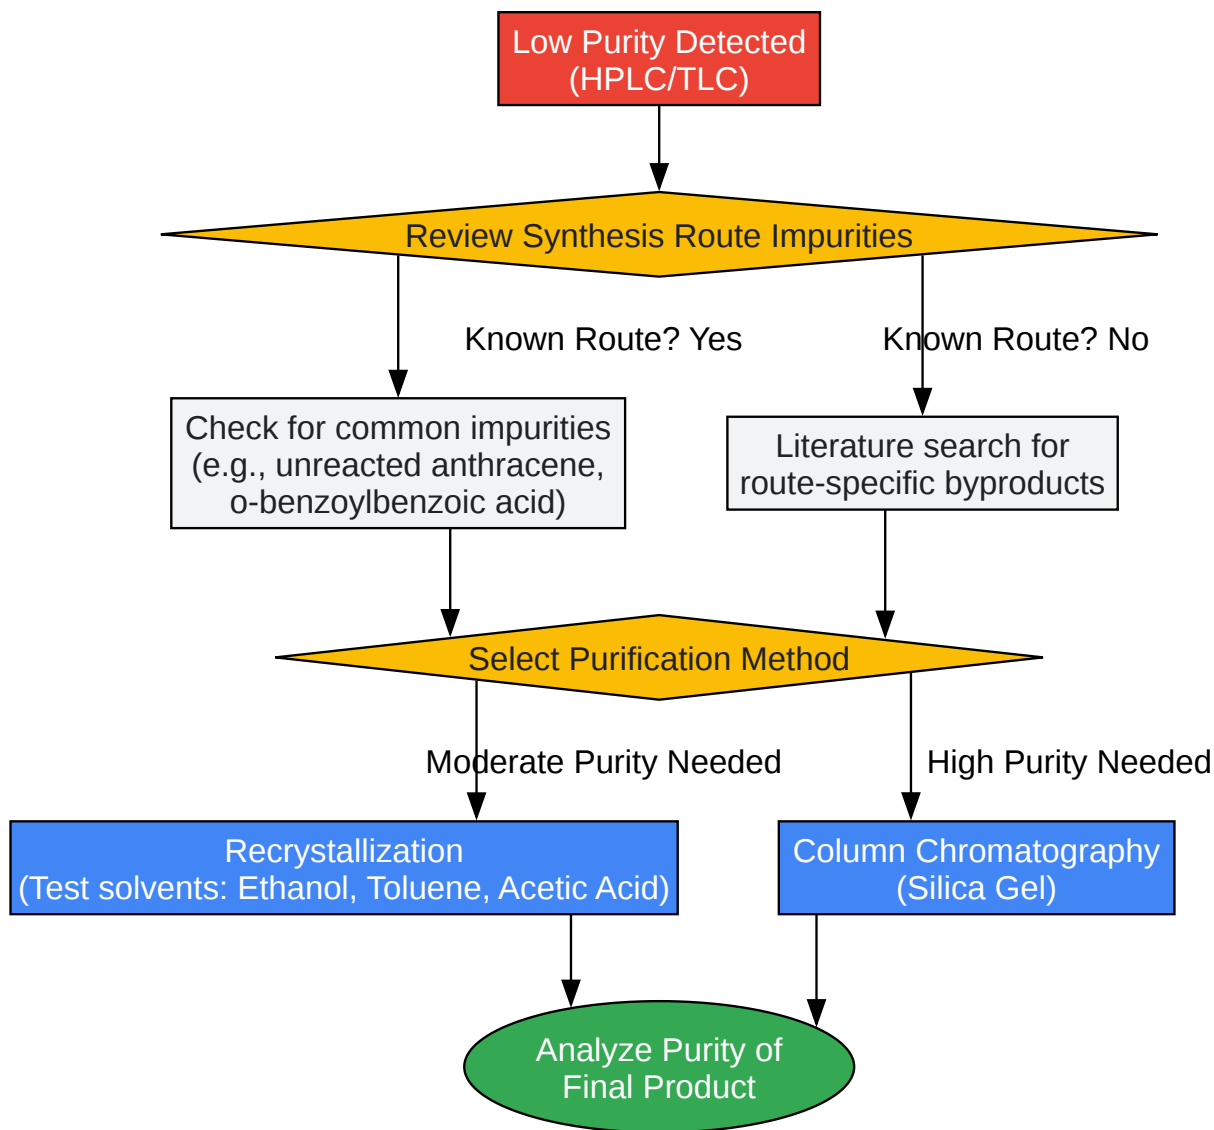 Low Purity Detected
(HPLC/TLC)
Review Synthesis Route Impurities
Known Route? Yes
Known Route? No
Check for common impurities
(e.g., unreacted anthracene,
o-benzoylbenzoic acid)
Literature search for
route-specific byproducts
Select Purification Method
Moderate Purity Needed
High Purity Needed
Recrystallization
(Test solvents: Ethanol, Toluene, Acetic Acid)
Column Chromatography
(Silica Gel)
Analyze Purity of
Final Product